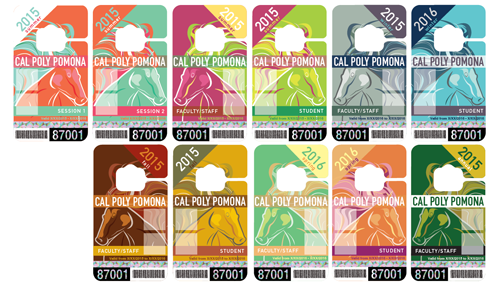 2015
CAL POLY POMONA
SESSION 1
87001
2015
CAL POLY POMONA
SESSION 2
87001
2015
CAL POLY POMONA
FACULTY/STAFF
87001
2015
CAL POLY POMONA
STUDENT
87001
2015
CAL POLY POMONA
FACULTY/STAFF
87001
2016
CAL POLY POMONA
STUDENT
87001
2015
CAL POLY POMONA
FACULTY/STAFF
87001
2015
CAL POLY POMONA
STUDENT
87001
2016
CAL POLY POMONA
FACULTY/STAFF
87001
2016
CAL POLY POMONA
STUDENT
87001
2015
CAL POLY POMONA
FACULTY/STAFF
87001